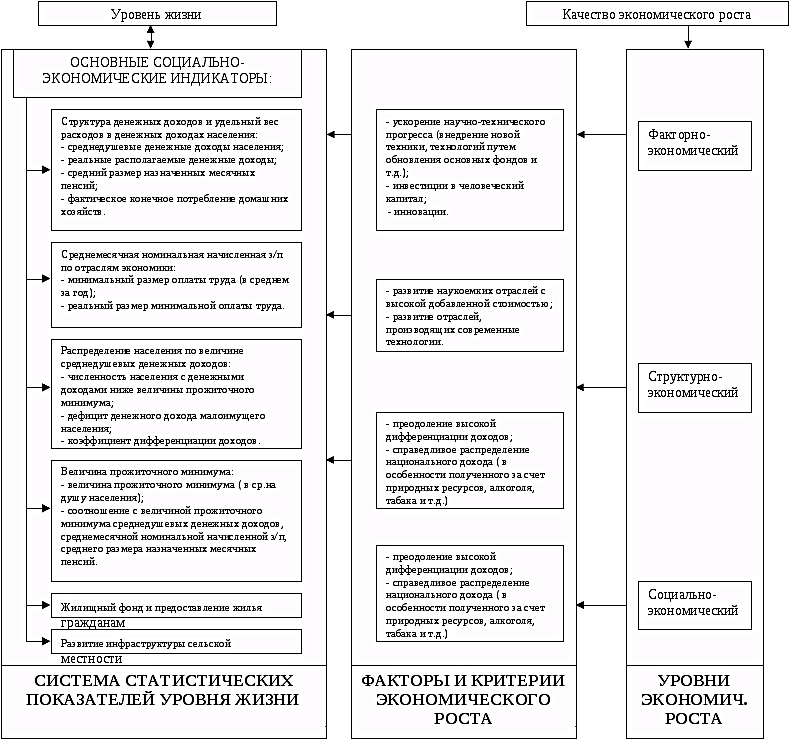 Уровень жизни
Качество экономического роста
ОСНОВНЫЕ СОЦИАЛЬНО-
ЭКОНОМИЧЕСКИЕ ИНДИКАТОРЫ:
Структура денежных доходов и удельный вес
расходов в денежных доходах населения:
- среднедушевые денежные доходы населения;
- реальные располагаемые денежные доходы;
- средний размер назначенных месячных
пенсий;
- фактическое конечное потребление домашних
хозяйств.
Среднемесячная номинальная начисленная з/п
по отраслям экономики:
- минимальный размер оплаты труда (в среднем
за год);
- реальный размер минимальной оплаты труда.
Распределение населения по величине
среднедушевых денежных доходов:
- численность населения с денежными
доходами ниже величины прожиточного
минимума;
- дефицит денежного дохода малоимущего
населения;
- коэффициент дифференциации доходов.
Величина прожиточного минимума:
- величина прожиточного минимума ( в ср.на
душу населения);
- соотношение с величиной прожиточного
минимума среднедушевых денежных доходов,
среднемесячной номинальной начисленной з/п,
среднего размера назначенных месячных
пенсий.
Жилищный фонд и предоставление жилья
гражданам
Развитие инфраструктуры сельской
местности
СИСТЕМА СТАТИСТИЧЕСКИХ
ПОКАЗАТЕЛЕЙ УРОВНЯ ЖИЗНИ
- ускорение научно-технического
прогресса (внедрение новой
техники, технологий путем
обновления основных фондов и
т.д.);
- инвестиции в человеческий
капитал;
- инновации.
- развитие наукоемких отраслей с
высокой добавленной стоимостью;
- развитие отраслей,
производящих современные
технологии.
- преодоление высокой
дифференциации доходов;
- справедливое распределение
национального дохода ( в
особенности полученного за счет
природных ресурсов, алкоголя,
табака и т.д.)
- преодоление высокой
дифференциации доходов;
- справедливое распределение
национального дохода ( в
особенности полученного за счет
природных ресурсов, алкоголя,
табака и т.д.)
ФАКТОРЫ И КРИТЕРИИ
ЭКОНОМИЧЕСКОГО
РОСТА
Факторно-
экономический
Структурно-
экономический
Социально-
экономический
УРОВНИ
ЭКОНОМИЧ.
РОСТА